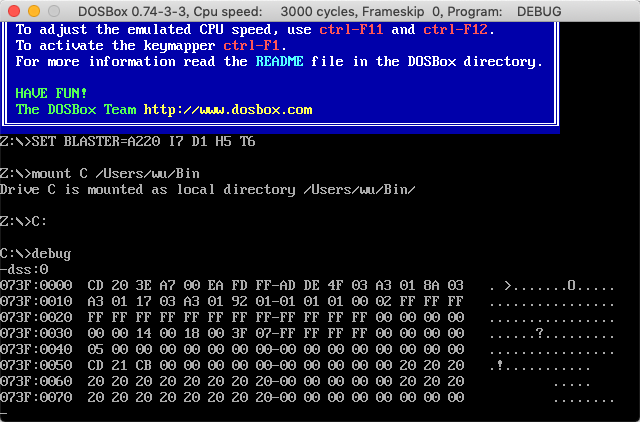 DOSBox 0.74-3-3, Cpu speed:    3000 cycles, Frameskip  0, Program:    DEBUG
To adjust the emulated CPU speed, use ctrl-F11 and ctrl-F12.
To activate the keymapper ctrl-F1.
For more information read the README file in the DOSBox directory.
HAVE FUN!
The DOSBox Team http://www.dosbox.com
Z:\>SET BLASTER=A220 I7 D1 H5 T6
Z:\>mount C /Users/wu/Bin
Drive C is mounted as local directory /Users/wu/Bin/
Z:\>C:
C:\>debug
-dss:0
073F:0000  CD 20 3E A7 00 EA FD FF-AD DE 4F 03 A3 01 8A 03   . >.......O.....
073F:0010  A3 01 17 03 A3 01 92 01-01 01 01 00 02 FF FF FF   ................
073F:0020  FF FF FF FF FF FF FF FF-FF FF FF FF 00 00 00 00   ................
073F:0030  00 00 14 00 18 00 3F 07-FF FF FF FF 00 00 00 00   ......?.........
073F:0040  05 00 00 00 00 00 00 00-00 00 00 00 00 00 00 00   ................
073F:0050  CD 21 CB 00 00 00 00 00-00 00 00 00 00 20 20 20   .!...........
073F:0060  20 20 20 20 20 20 20 20-00 00 00 00 00 20 20 20           .....
073F:0070  20 20 20 20 20 20 20 20-00 00 00 00 00 00 00 00           ........
-